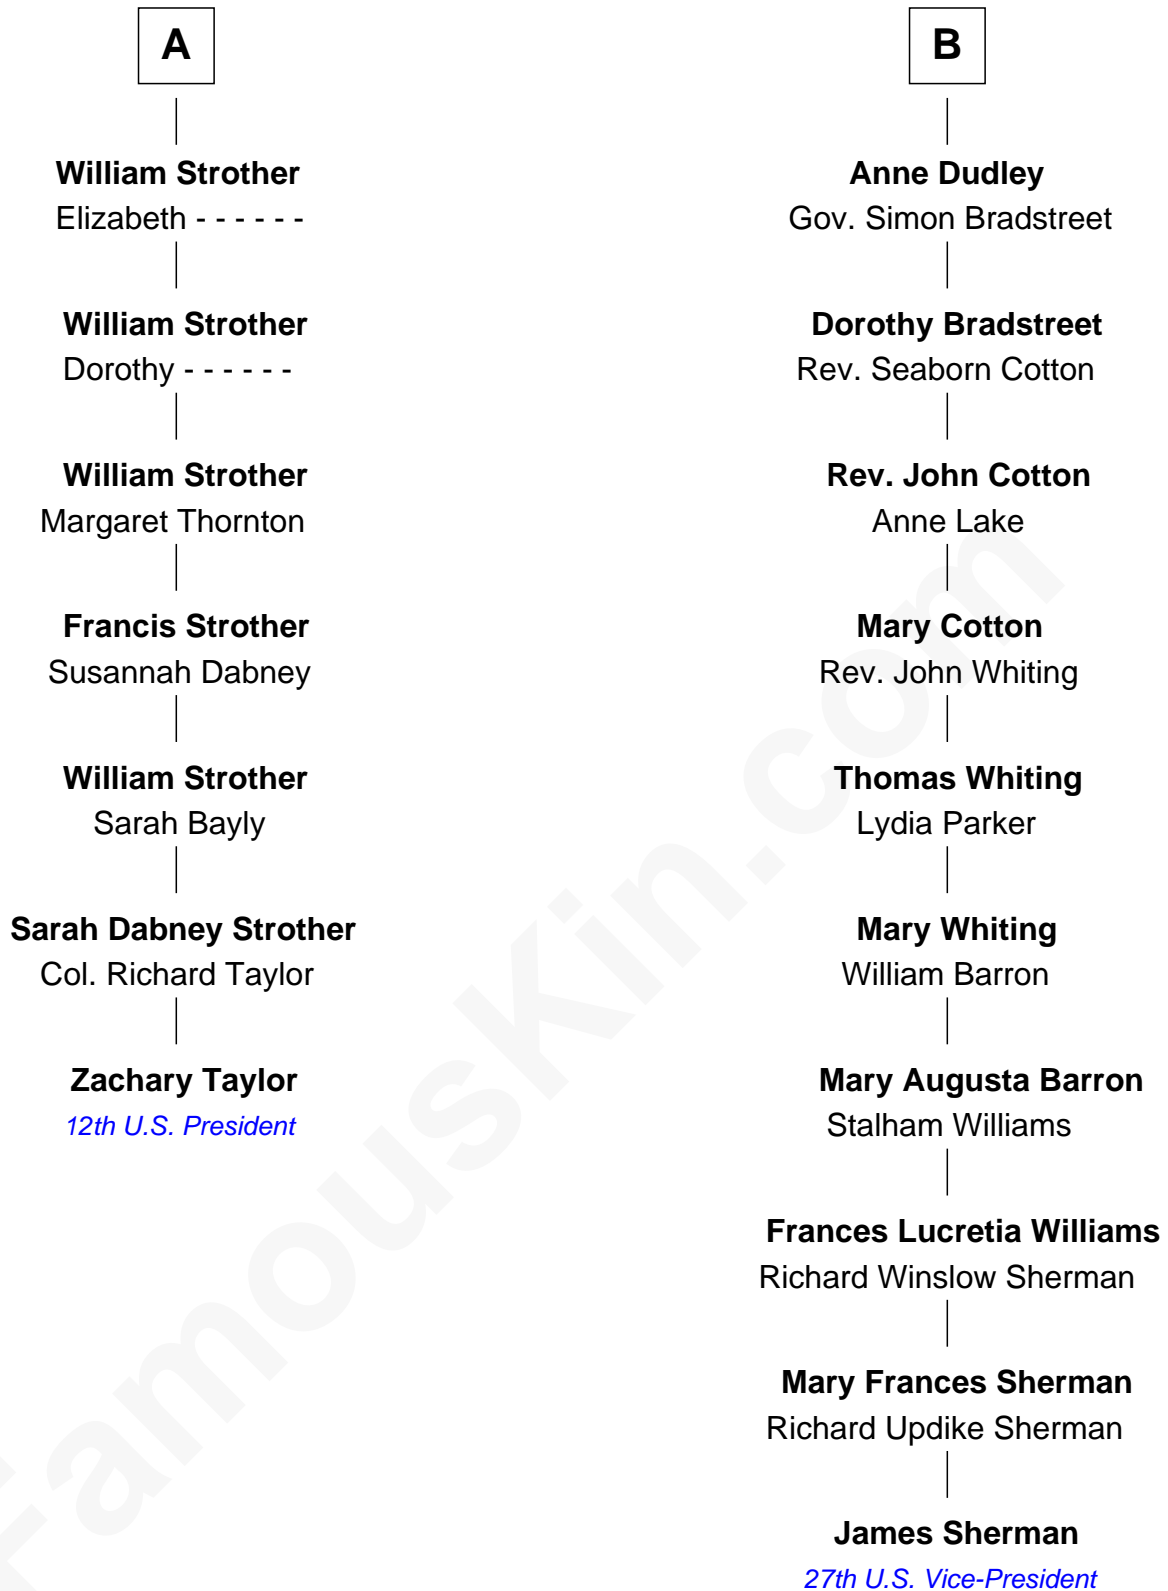 A
William Strother
Elizabeth - - - - - -
William Strother
Dorothy - - - - - -
William Strother
Margaret Thornton
Francis Strother
Susannah Dabney
William Strother
Sarah Bayly
Sarah Dabney Strother
Col. Richard Taylor
Zachary Taylor
12th U.S. President
B
Anne Dudley
Gov. Simon Bradstreet
Dorothy Bradstreet
Rev. Seaborn Cotton
Rev. John Cotton
Anne Lake
Mary Cotton
Rev. John Whiting
Thomas Whiting
Lydia Parker
Mary Whiting
William Barron
Mary Augusta Barron
Stalham Williams
Frances Lucretia Williams
Richard Winslow Sherman
Mary Frances Sherman
Richard Updike Sherman
James Sherman
27th U.S. Vice-President
FamousKin.com